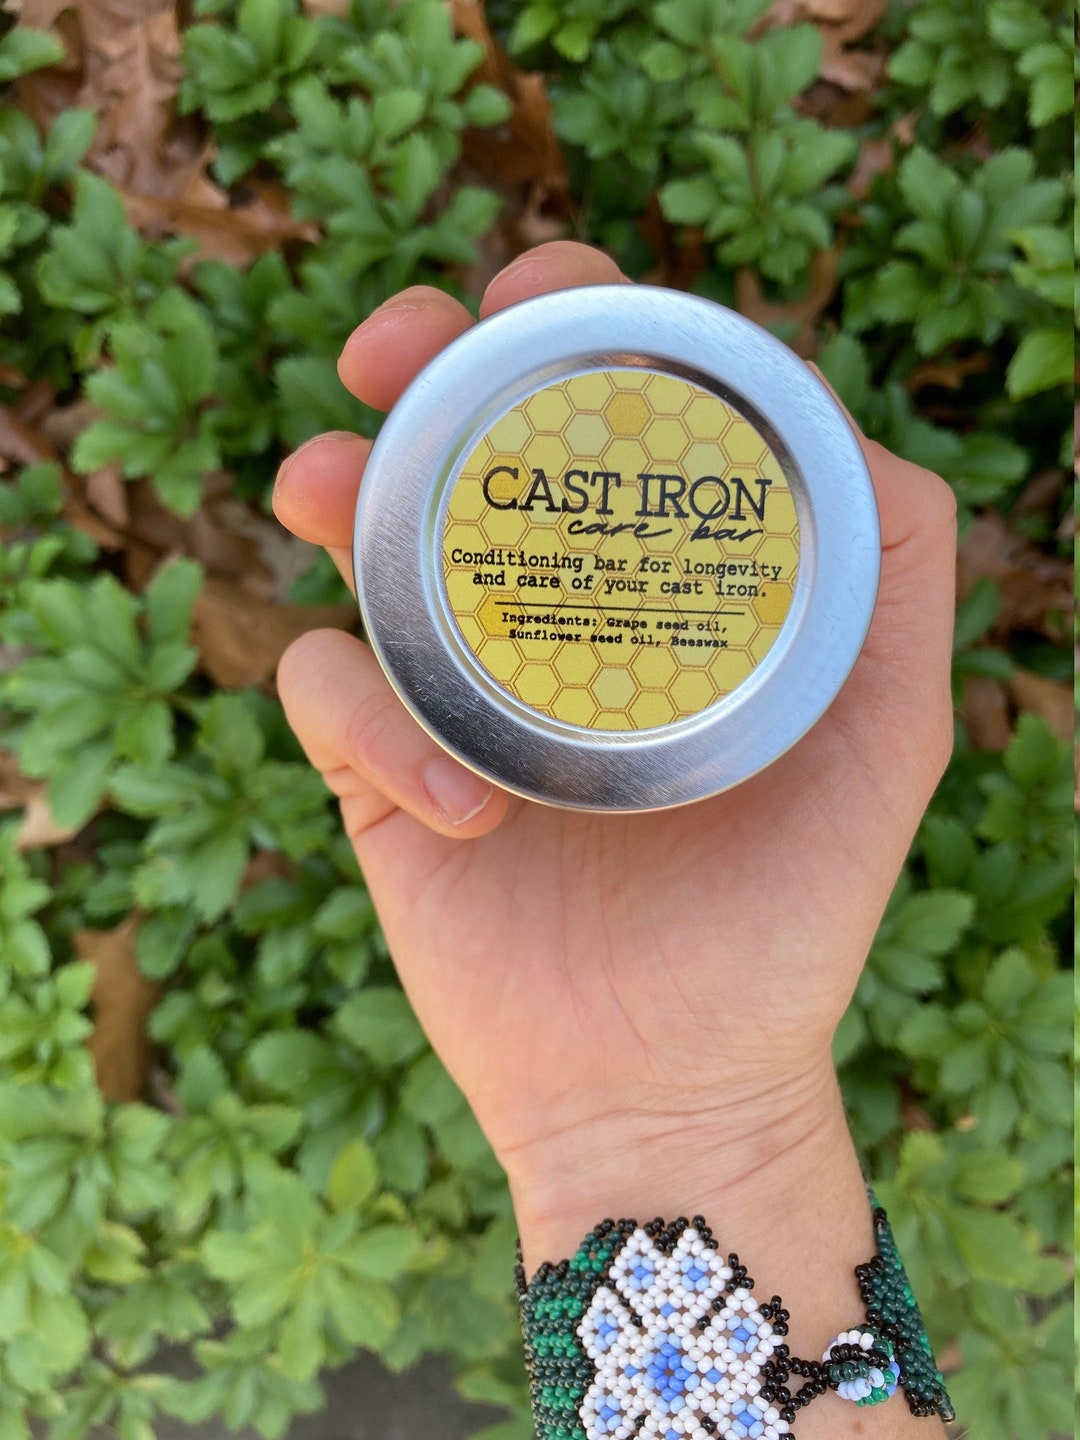 CAST IRON
care bar
Conditioning bar for longevity
and care of your cast iron.
Ingredients: Grape seed oil,
Sunflower seed oil, Beeswax